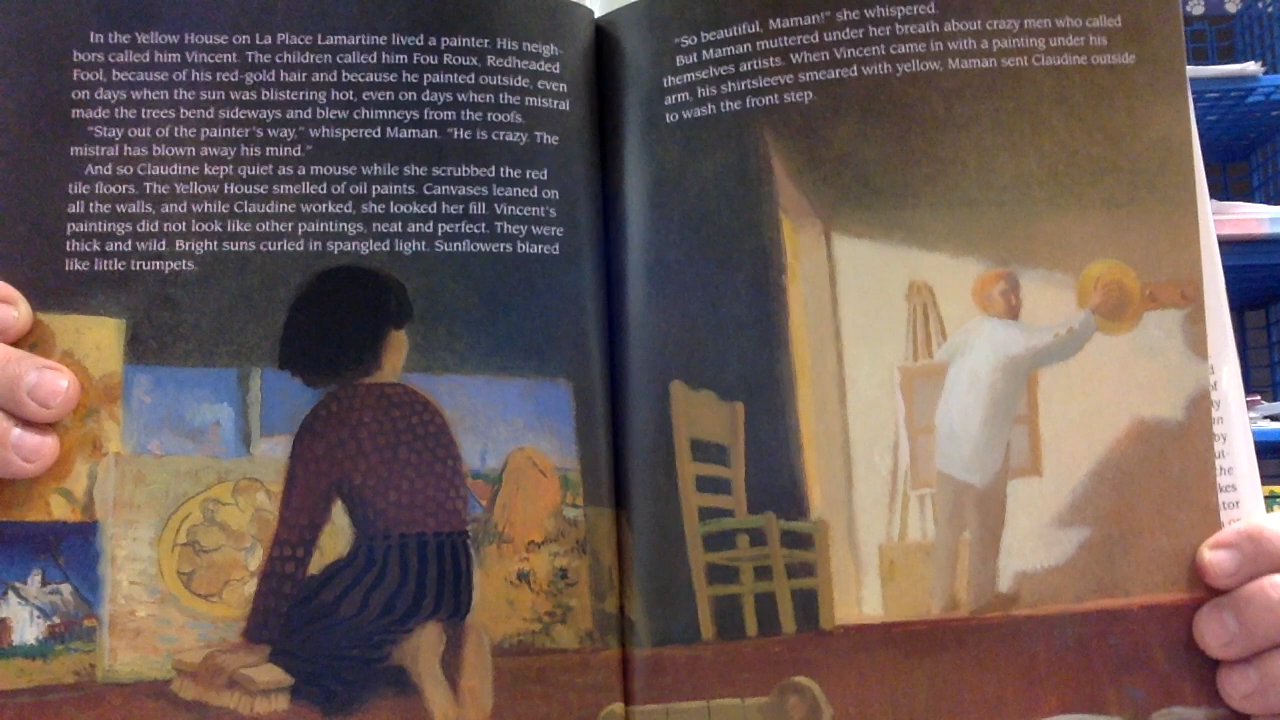 In the Yellow House on La Place Lamartine lived a painter. His neigh-
bors called him Vincent. The children called him Fou Roux, Redheaded
Fool, because of his red-gold hair and because he painted outside, even
on days when the sun was blistering hot, even on days when the mistral
made the trees bend sideways and blew chimneys from the roofs.
"Stay out of the painter's way," whispered Maman. "He is crazy. The
mistral has blown away his mind."
And so Claudine kept quiet as a mouse while she scrubbed the red
tile floors. The Yellow House smelled of oil paints. Canvases leaned on
all the walls, and while Claudine worked, she looked her fill. Vincent's
paintings did not look like other paintings, neat and perfect. They were
thick and wild. Bright suns curled in spangled light. Sunflowers blared
like little trumpets.
"So beautiful, Maman!" she whispered.
But Maman muttered under her breath about crazy men who called
themselves artists. When Vincent came in with a painting under his
arm, his shirtsleeve smeared with yellow, Maman sent Claudine outside
to wash the front step.
by
he
kes
tor